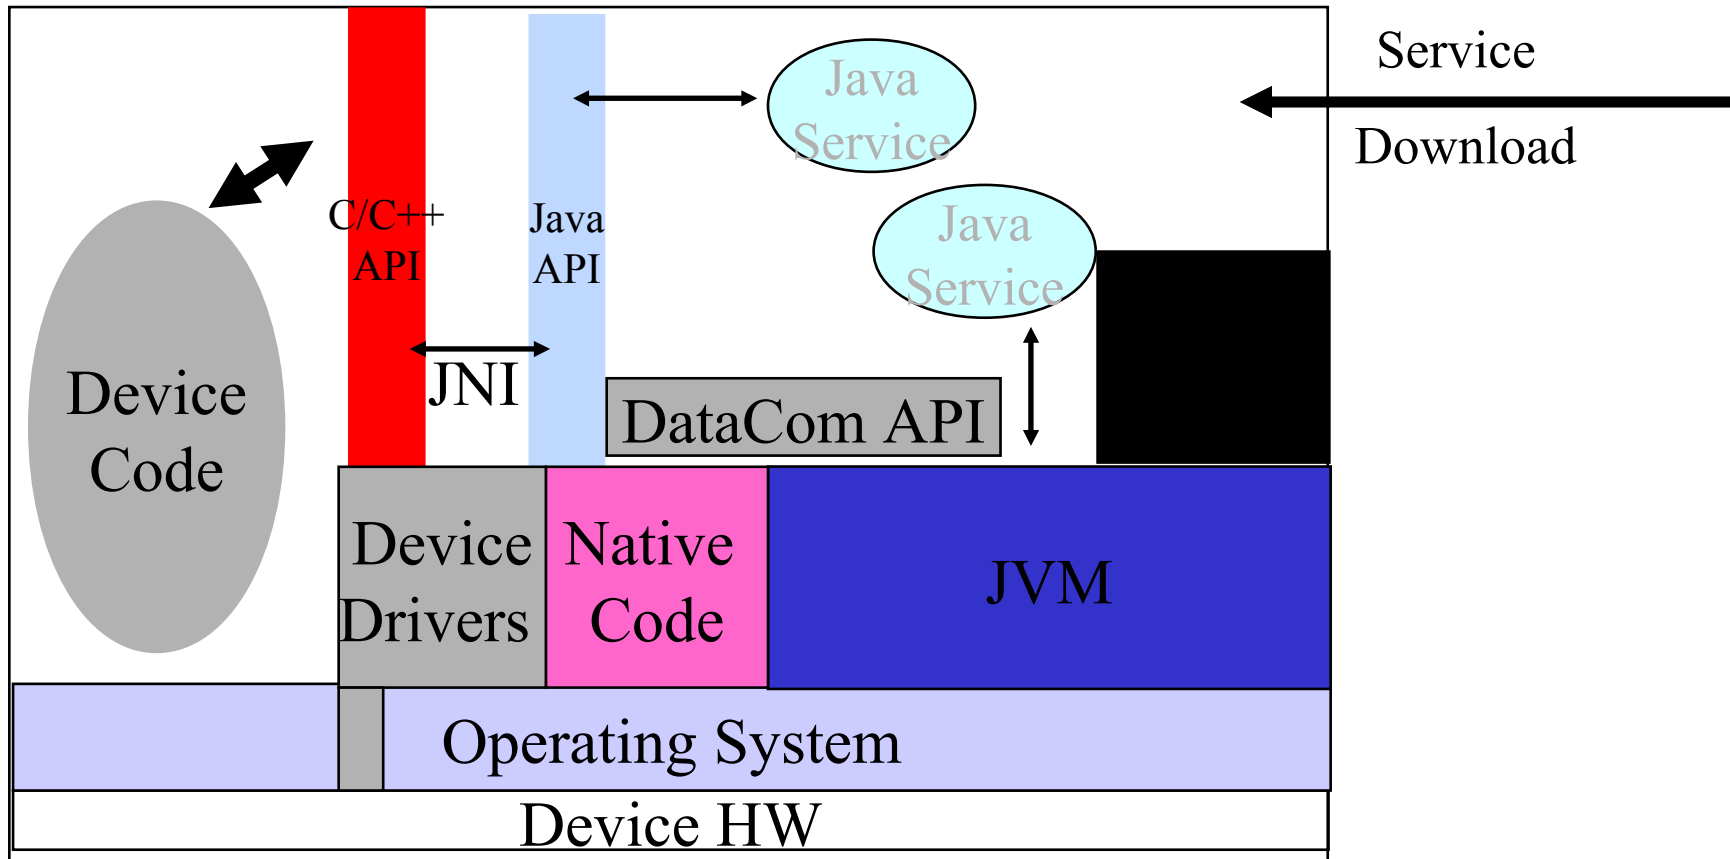 Service
Download
Java
Service
Java
Service
C/C++
API
Java
API
JNI
Device
Code
DataCom API
Device
Drivers
Native
Code
JVM
Operating System
Device HW